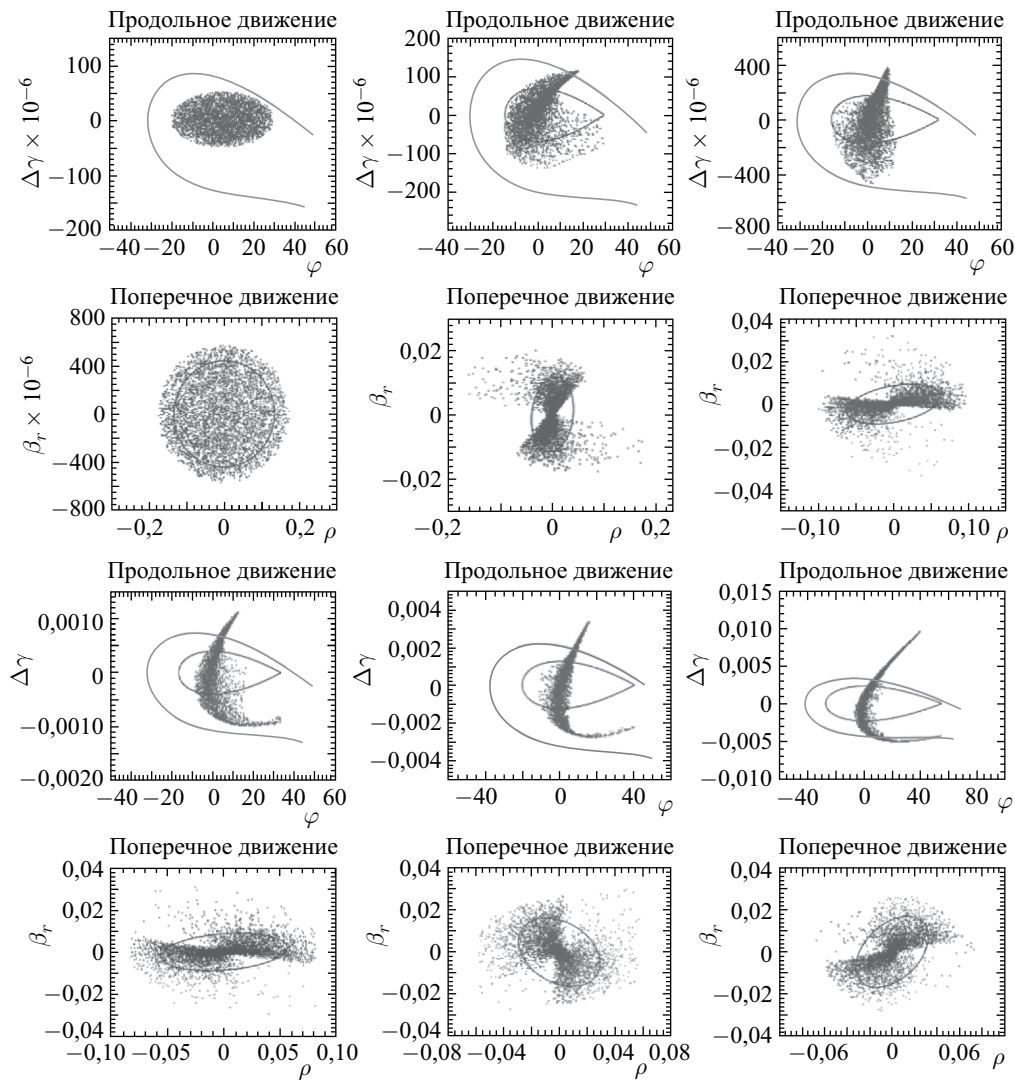 Продольное движение Продольное движение Продольное движение
Δγ × 10⁻⁶
100
0
−100
−200
−40 −20 0 20 40 60
φ
Δγ × 10⁻⁶
200
100
0
−100
−200
−40 −20 0 20 40 60
φ
Δγ × 10⁻⁶
400
0
−400
−800
−40 −20 0 20 40 60
φ
Поперечное движение Поперечное движение Поперечное движение
β_r × 10⁻⁶
800
400
0
−400
−800
−0,2 0 0,2 ρ
β_r
0,02
0
−0,02
−0,2 0 0,2
ρ
β_r
0,04
0,02
0
−0,02
−0,04
−0,10 0 0,10 ρ
Продольное движение Продольное движение Продольное движение
Δγ
0,0010
0
−0,0010
−0,0020
−40 −20 0 20 40 60
φ
Δγ
0,004
0,002
0
−0,002
−0,004
−40 0 40 φ
Δγ
0,015
0,010
0,005
0
−0,005
−0,010
−40 0 40 80 φ
Поперечное движение Поперечное движение Поперечное движение
β_r
0,04
0,02
0
−0,02
−0,04
−0,10 −0,05 0 0,05 0,10
ρ
β_r
0,04
0,02
0
−0,02
−0,04
−0,08 −0,04 0 0,04 0,08
ρ
β_r
0,04
0,02
0
−0,02
−0,04
−0,06 0 0,06
ρ